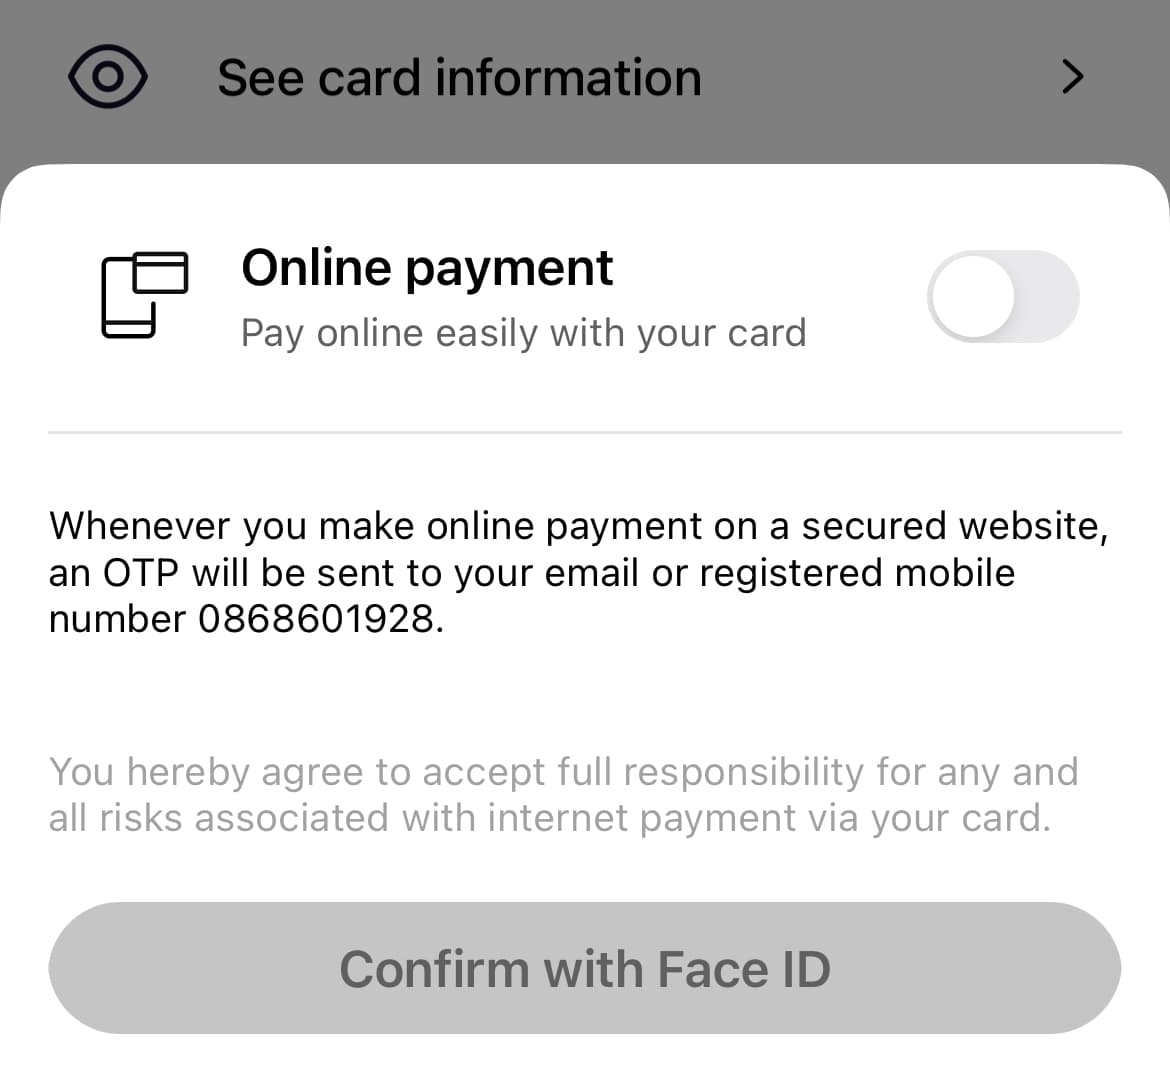 See card information
Online payment
Pay online easily with your card
Whenever you make online payment on a secured website,
an OTP will be sent to your email or registered mobile
number 0868601928.
You hereby agree to accept full responsibility for any and
all risks associated with internet payment via your card.
Confirm with Face ID